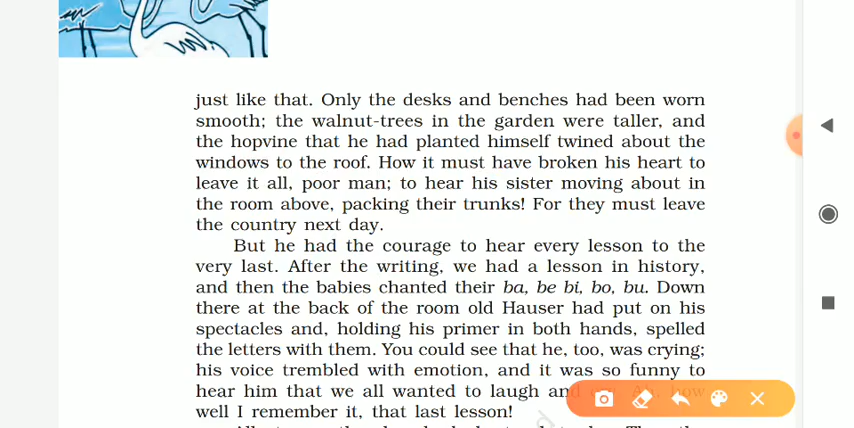 just like that. Only the desks and benches had been worn
smooth; the walnut-trees in the garden were taller, and
the hopvine that he had planted himself twined about the
windows to the roof. How it must have broken his heart to
leave it all, poor man; to hear his sister moving about in
the room above, packing their trunks! For they must leave
the country next day.
But he had the courage to hear every lesson to the
very last. After the writing, we had a lesson in history,
and then the babies chanted their ba, be bi, bo, bu. Down
there at the back of the room old Hauser had put on his
spectacles and, holding his primer in both hands, spelled
the letters with them. You could see that he, too, was crying;
his voice trembled with emotion, and it was so funny to
hear him that we all wanted to laugh and how
well I remember it, that last lesson!